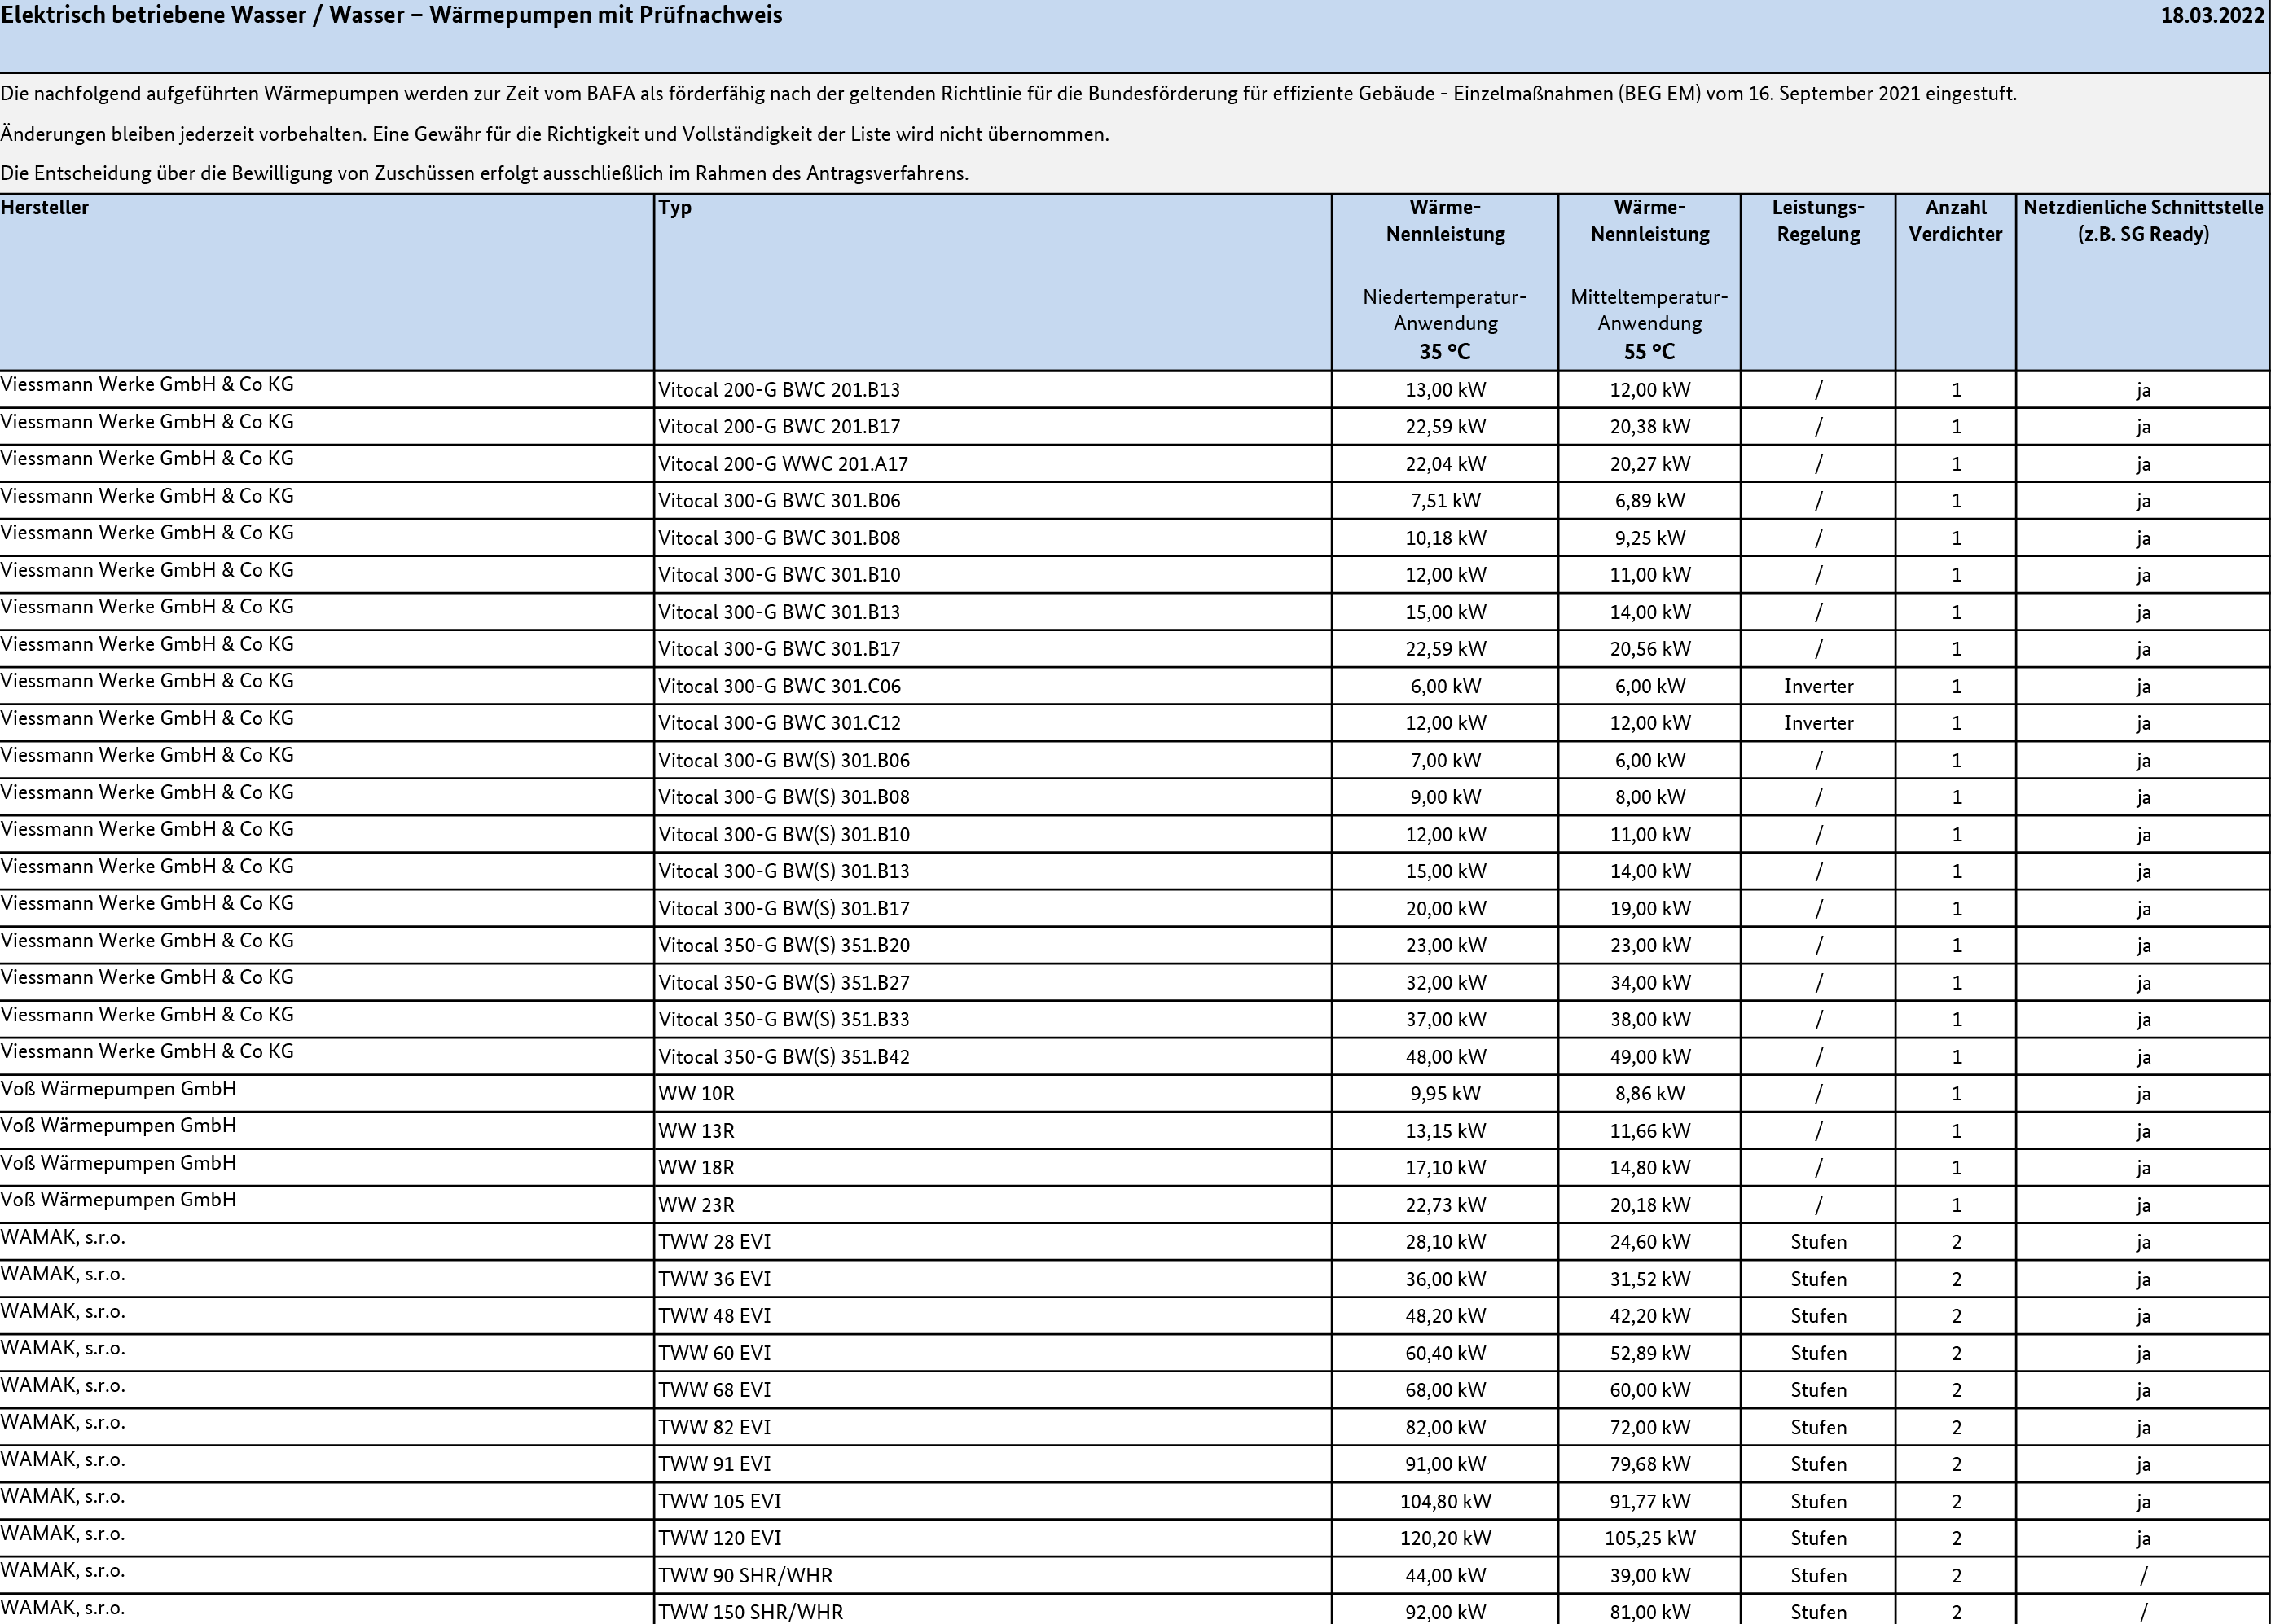 Elektrisch betriebene Wasser / Wasser – Wärmepumpen mit Prüfnachweis 18.03.2022
Die nachfolgend aufgeführten Wärmepumpen werden zur Zeit vom BAFA als förderfähig nach der geltenden Richtlinie für die Bundesförderung für effiziente Gebäude - Einzelmaßnahmen (BEG EM) vom 16. September 2021 eingestuft.
Änderungen bleiben jederzeit vorbehalten. Eine Gewähr für die Richtigkeit und Vollständigkeit der Liste wird nicht übernommen.
Die Entscheidung über die Bewilligung von Zuschüssen erfolgt ausschließlich im Rahmen des Antragsverfahrens.
Hersteller Typ Wärme- Wärme- Leistungs- Anzahl Netzdienliche Schnittstelle
Nennleistung Nennleistung Regelung Verdichter (z.B. SG Ready)
Niedertemperatur- Mitteltemperatur-
Anwendung Anwendung
35 °C 55 °C
Viessmann Werke GmbH & Co KG Vitocal 200-G BWC 201.B13 13,00 kW 12,00 kW / 1 ja
Viessmann Werke GmbH & Co KG Vitocal 200-G BWC 201.B17 22,59 kW 20,38 kW / 1 ja
Viessmann Werke GmbH & Co KG Vitocal 200-G WWC 201.A17 22,04 kW 20,27 kW / 1 ja
Viessmann Werke GmbH & Co KG Vitocal 300-G BWC 301.B06 7,51 kW 6,89 kW / 1 ja
Viessmann Werke GmbH & Co KG Vitocal 300-G BWC 301.B08 10,18 kW 9,25 kW / 1 ja
Viessmann Werke GmbH & Co KG Vitocal 300-G BWC 301.B10 12,00 kW 11,00 kW / 1 ja
Viessmann Werke GmbH & Co KG Vitocal 300-G BWC 301.B13 15,00 kW 14,00 kW / 1 ja
Viessmann Werke GmbH & Co KG Vitocal 300-G BWC 301.B17 22,59 kW 20,56 kW / 1 ja
Viessmann Werke GmbH & Co KG Vitocal 300-G BWC 301.C06 6,00 kW 6,00 kW Inverter 1 ja
Viessmann Werke GmbH & Co KG Vitocal 300-G BWC 301.C12 12,00 kW 12,00 kW Inverter 1 ja
Viessmann Werke GmbH & Co KG Vitocal 300-G BW(S) 301.B06 7,00 kW 6,00 kW / 1 ja
Viessmann Werke GmbH & Co KG Vitocal 300-G BW(S) 301.B08 9,00 kW 8,00 kW / 1 ja
Viessmann Werke GmbH & Co KG Vitocal 300-G BW(S) 301.B10 12,00 kW 11,00 kW / 1 ja
Viessmann Werke GmbH & Co KG Vitocal 300-G BW(S) 301.B13 15,00 kW 14,00 kW / 1 ja
Viessmann Werke GmbH & Co KG Vitocal 300-G BW(S) 301.B17 20,00 kW 19,00 kW / 1 ja
Viessmann Werke GmbH & Co KG Vitocal 350-G BW(S) 351.B20 23,00 kW 23,00 kW / 1 ja
Viessmann Werke GmbH & Co KG Vitocal 350-G BW(S) 351.B27 32,00 kW 34,00 kW / 1 ja
Viessmann Werke GmbH & Co KG Vitocal 350-G BW(S) 351.B33 37,00 kW 38,00 kW / 1 ja
Viessmann Werke GmbH & Co KG Vitocal 350-G BW(S) 351.B42 48,00 kW 49,00 kW / 1 ja
Voß Wärmepumpen GmbH WW 10R 9,95 kW 8,86 kW / 1 ja
Voß Wärmepumpen GmbH WW 13R 13,15 kW 11,66 kW / 1 ja
Voß Wärmepumpen GmbH WW 18R 17,10 kW 14,80 kW / 1 ja
Voß Wärmepumpen GmbH WW 23R 22,73 kW 20,18 kW / 1 ja
WAMAK, s.r.o. TWW 28 EVI 28,10 kW 24,60 kW Stufen 2 ja
WAMAK, s.r.o. TWW 36 EVI 36,00 kW 31,52 kW Stufen 2 ja
WAMAK, s.r.o. TWW 48 EVI 48,20 kW 42,20 kW Stufen 2 ja
WAMAK, s.r.o. TWW 60 EVI 60,40 kW 52,89 kW Stufen 2 ja
WAMAK, s.r.o. TWW 68 EVI 68,00 kW 60,00 kW Stufen 2 ja
WAMAK, s.r.o. TWW 82 EVI 82,00 kW 72,00 kW Stufen 2 ja
WAMAK, s.r.o. TWW 91 EVI 91,00 kW 79,68 kW Stufen 2 ja
WAMAK, s.r.o. TWW 105 EVI 104,80 kW 91,77 kW Stufen 2 ja
WAMAK, s.r.o. TWW 120 EVI 120,20 kW 105,25 kW Stufen 2 ja
WAMAK, s.r.o. TWW 90 SHR/WHR 44,00 kW 39,00 kW Stufen 2 /
WAMAK, s.r.o. TWW 150 SHR/WHR 92,00 kW 81,00 kW Stufen 2 /